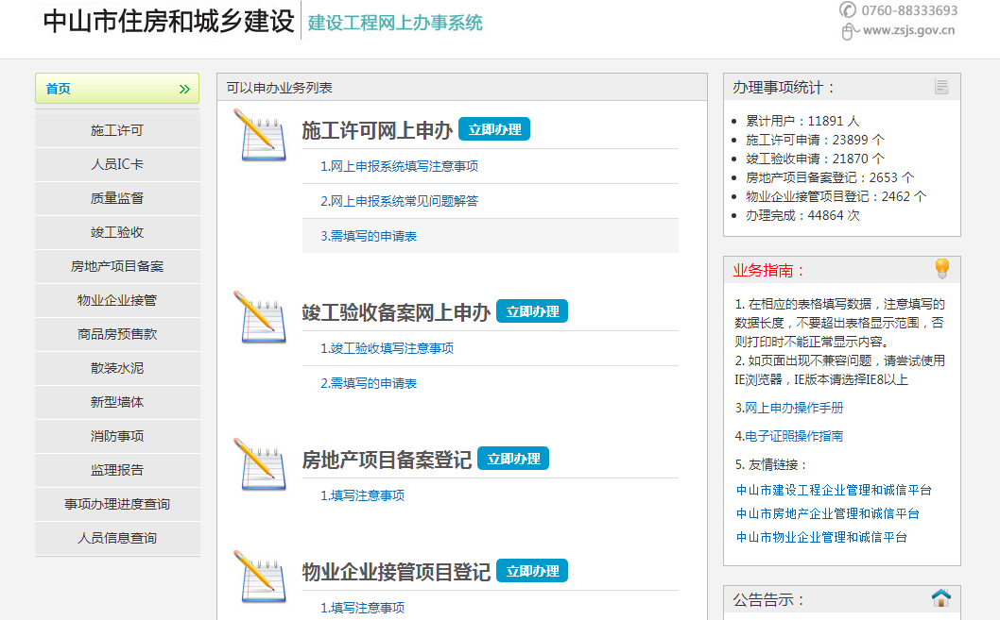 中山市住房和城乡建设
建设工程网上办事系统
0760-88333693
www.zsjs.gov.cn
首页
施工许可
人员IC卡
质量监督
竣工验收
房地产项目备案
物业企业接管
商品房预售款
散装水泥
新型墙体
消防事项
监理报告
事项办理进度查询
人员信息查询
可以申办业务列表
施工许可网上申办 立即办理
1.网上申报系统填写注意事项
2.网上申报系统常见问题解答
3.需填写的申请表
竣工验收备案网上申办 立即办理
1.竣工验收填写注意事项
2.需填写的申请表
房地产项目备案登记 立即办理
1.填写注意事项
物业企业接管项目登记 立即办理
1.填写注意事项
办理事项统计：
累计用户：11891 人
施工许可申请：23899 个
竣工验收申请：21870 个
房地产项目备案登记：2653 个
物业企业接管项目登记：2462 个
办理完成：44864 次
业务指南：
1. 在相应的表格填写数据，注意填写的
数据长度，不要超出表格显示范围，否
则打印时不能正常显示内容。
2. 如页面出现不兼容问题，请尝试使用
IE浏览器，IE版本请选择IE8以上
3.网上申办操作手册
4.电子证照操作指南
5. 友情链接：
中山市建设工程企业管理和诚信平台
中山市房地产企业管理和诚信平台
中山市物业企业管理和诚信平台
公告告示：